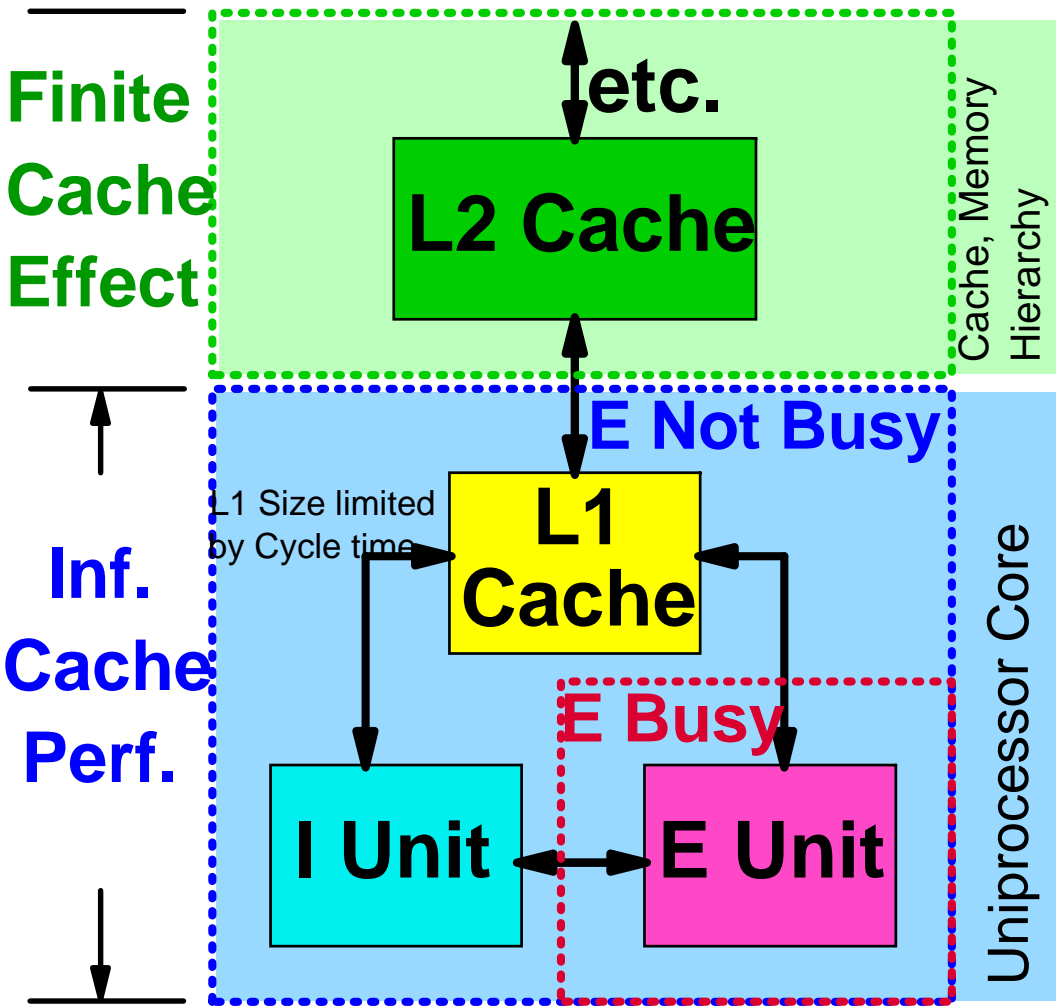 Finite
Cache
Effect
etc.
L2 Cache
Cache, Memory
Hierarchy
E Not Busy
L1 Size limited
by Cycle time
L1
Cache
Inf.
Cache
Perf.
E Busy
I Unit
E Unit
Uniprocessor Core